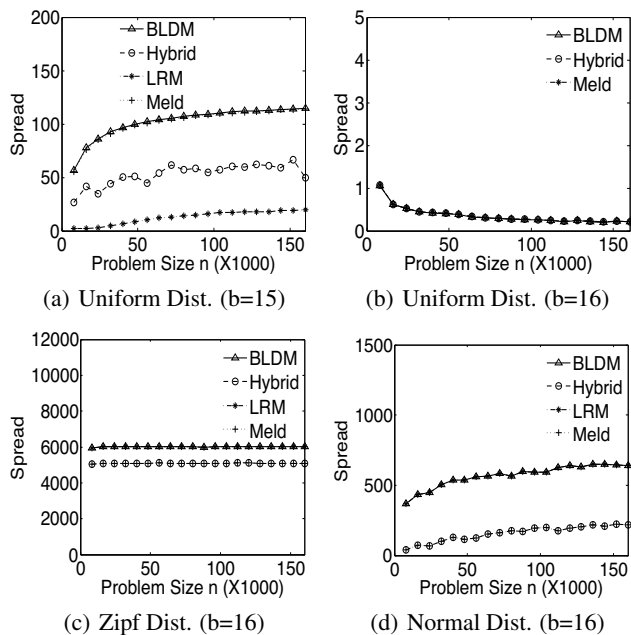 200
150
100
50
0
Spread
BLDM
Hybrid
LRM
Meld
0 50 100 150
Problem Size n (X1000)
(a) Uniform Dist. (b=15)
5
4
3
2
1
0
Spread
BLDM
Hybrid
Meld
0 50 100 150
Problem Size n (X1000)
(b) Uniform Dist. (b=16)
12000
10000
8000
6000
4000
2000
0
Spread
BLDM
Hybrid
LRM
Meld
0 50 100 150
Problem Size n (X1000)
(c) Zipf Dist. (b=16)
1500
1000
500
0
Spread
BLDM
Hybrid
LRM
Meld
0 50 100 150
Problem Size n (X1000)
(d) Normal Dist. (b=16)